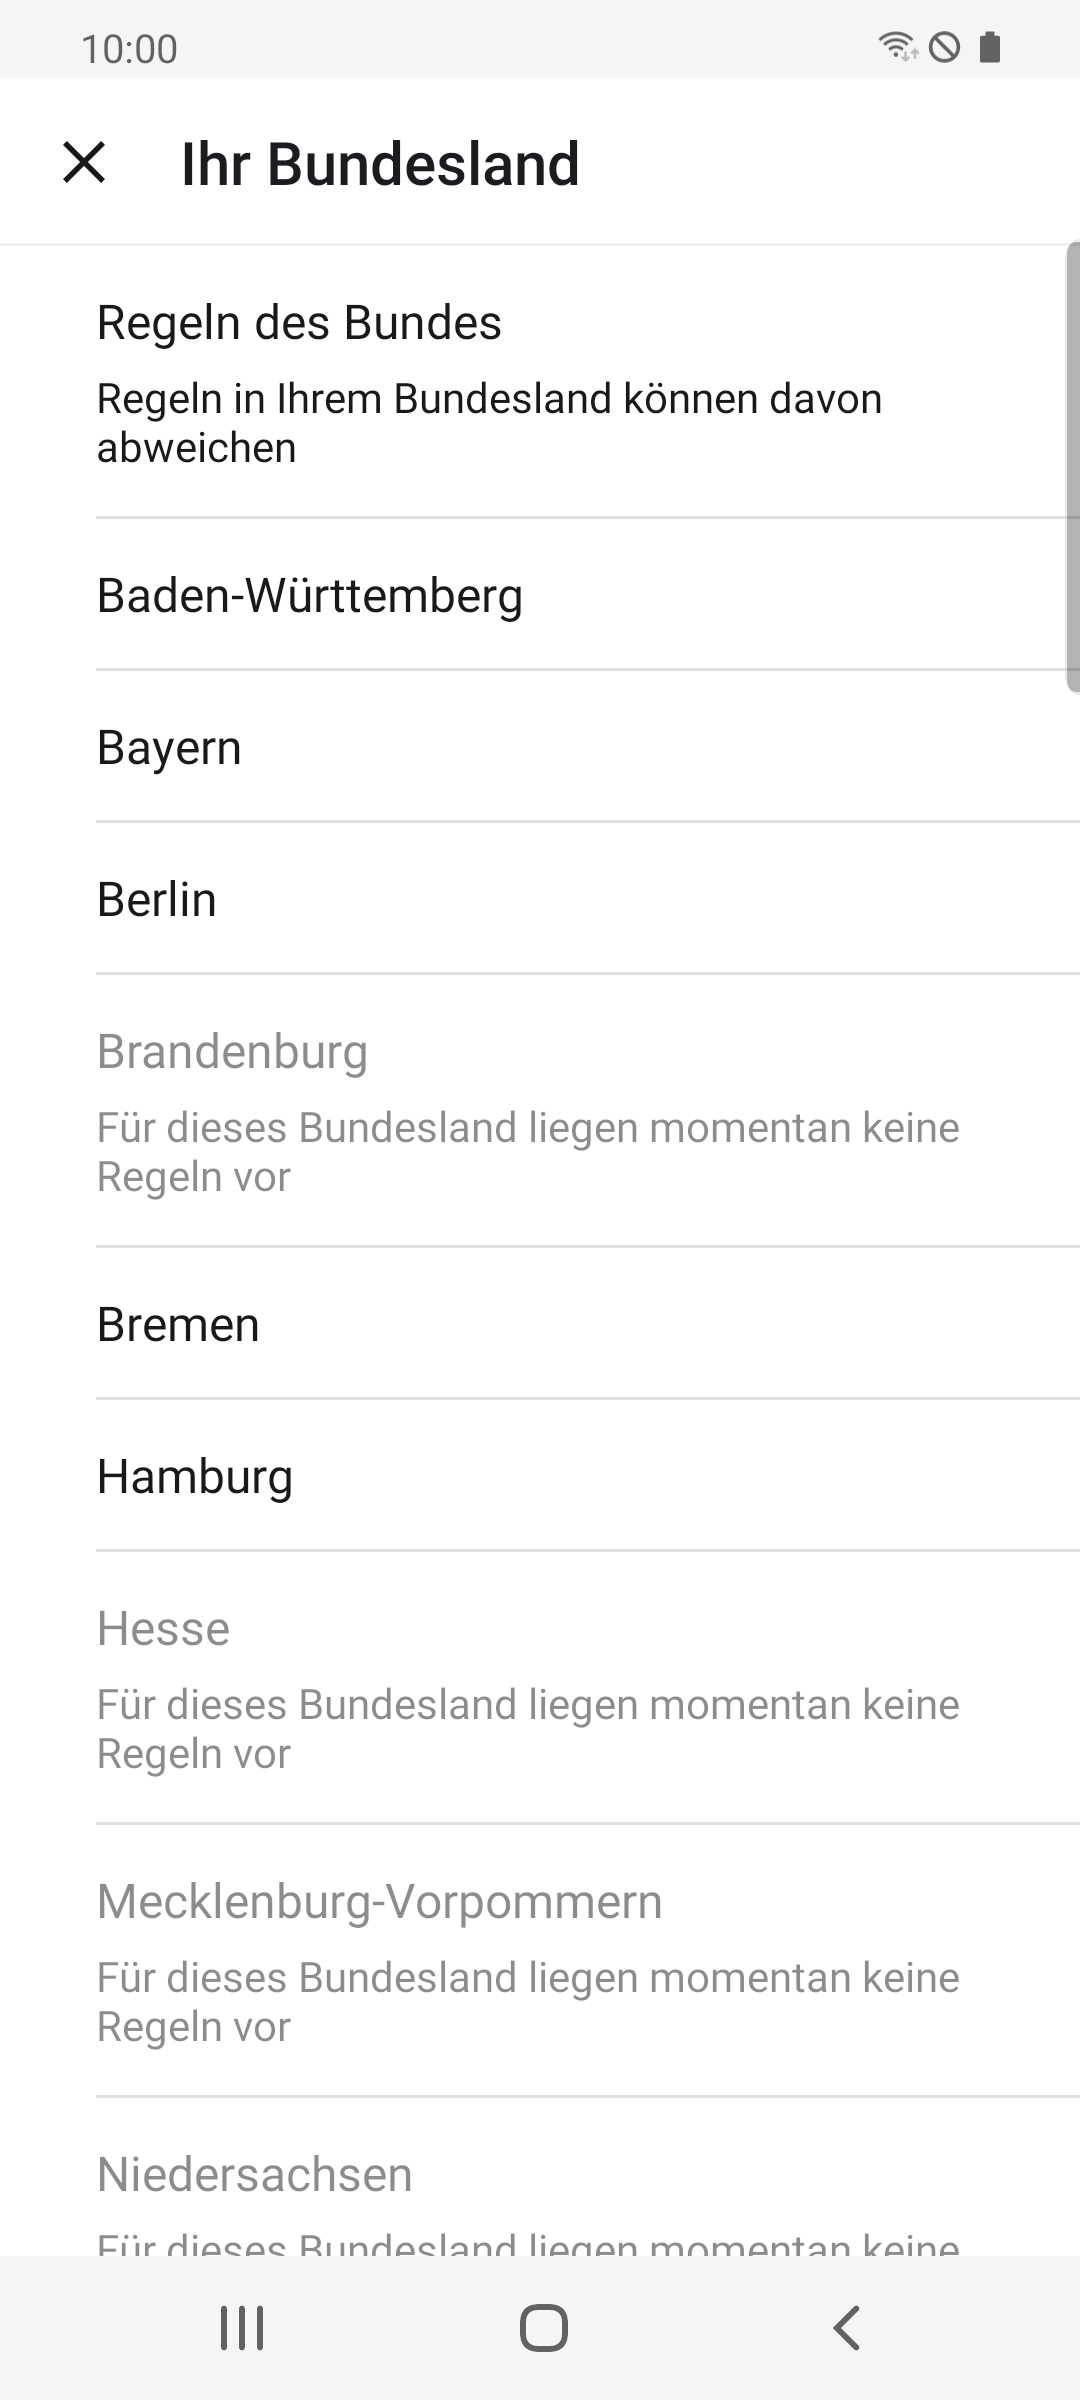 10:00
Ihr Bundesland
Regeln des Bundes
Regeln in Ihrem Bundesland können davon
abweichen
Baden-Württemberg
Bayern
Berlin
Brandenburg
Für dieses Bundesland liegen momentan keine
Regeln vor
Bremen
Hamburg
Hesse
Für dieses Bundesland liegen momentan keine
Regeln vor
Mecklenburg-Vorpommern
Für dieses Bundesland liegen momentan keine
Regeln vor
Niedersachsen
Für dieses Bundesland liegen momentan keine